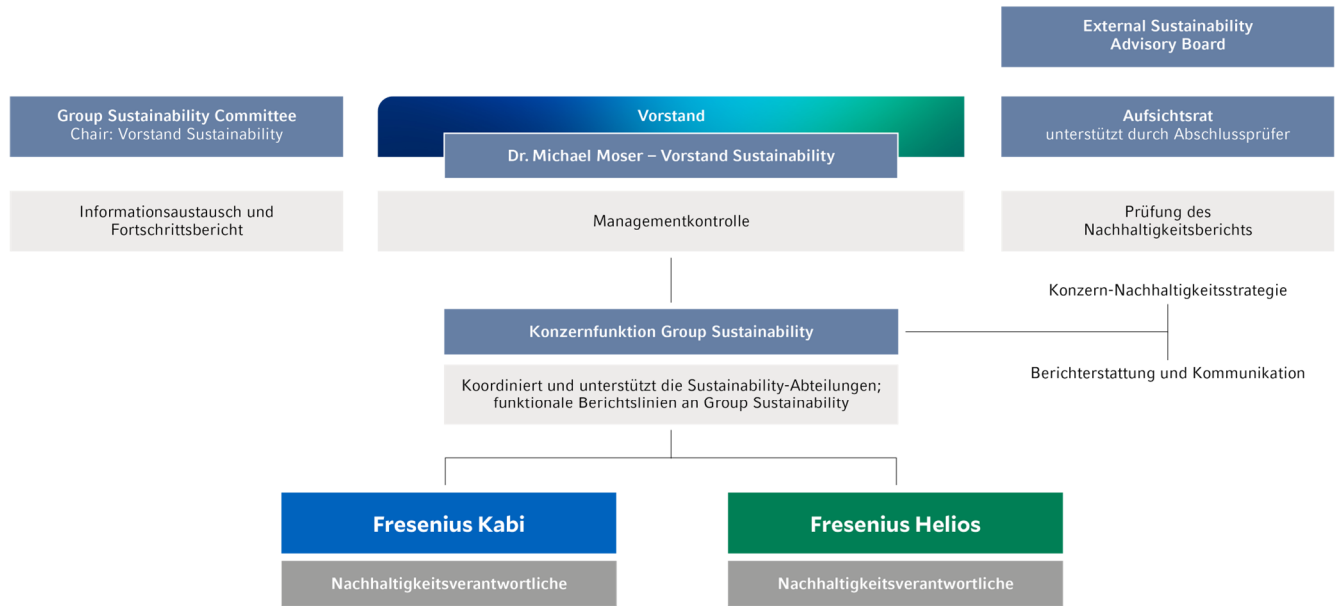 External Sustainability
Advisory Board
Group Sustainability Committee
Chair: Vorstand Sustainability
Vorstand
Dr. Michael Moser – Vorstand Sustainability
Aufsichtsrat
unterstützt durch Abschlussprüfer
Informationsaustausch und
Fortschrittsbericht
Managementkontrolle
Prüfung des
Nachhaltigkeitsberichts
Konzern-Nachhaltigkeitsstrategie
Konzernfunktion Group Sustainability
Berichterstattung und Kommunikation
Koordiniert und unterstützt die Sustainability-Abteilungen;
funktionale Berichtslinien an Group Sustainability
Fresenius Kabi
Fresenius Helios
Nachhaltigkeitsverantwortliche
Nachhaltigkeitsverantwortliche